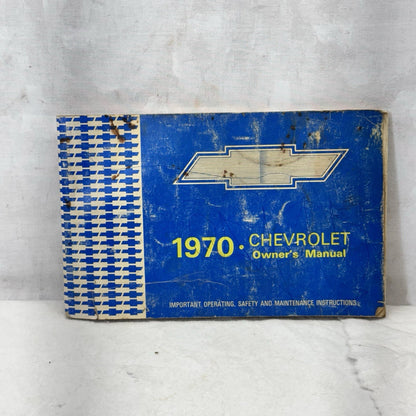 1970 • CHEVROLET
Owner's Manual
IMPORTANT OPERATING, SAFETY AND MAINTENANCE INSTRUCTIONS